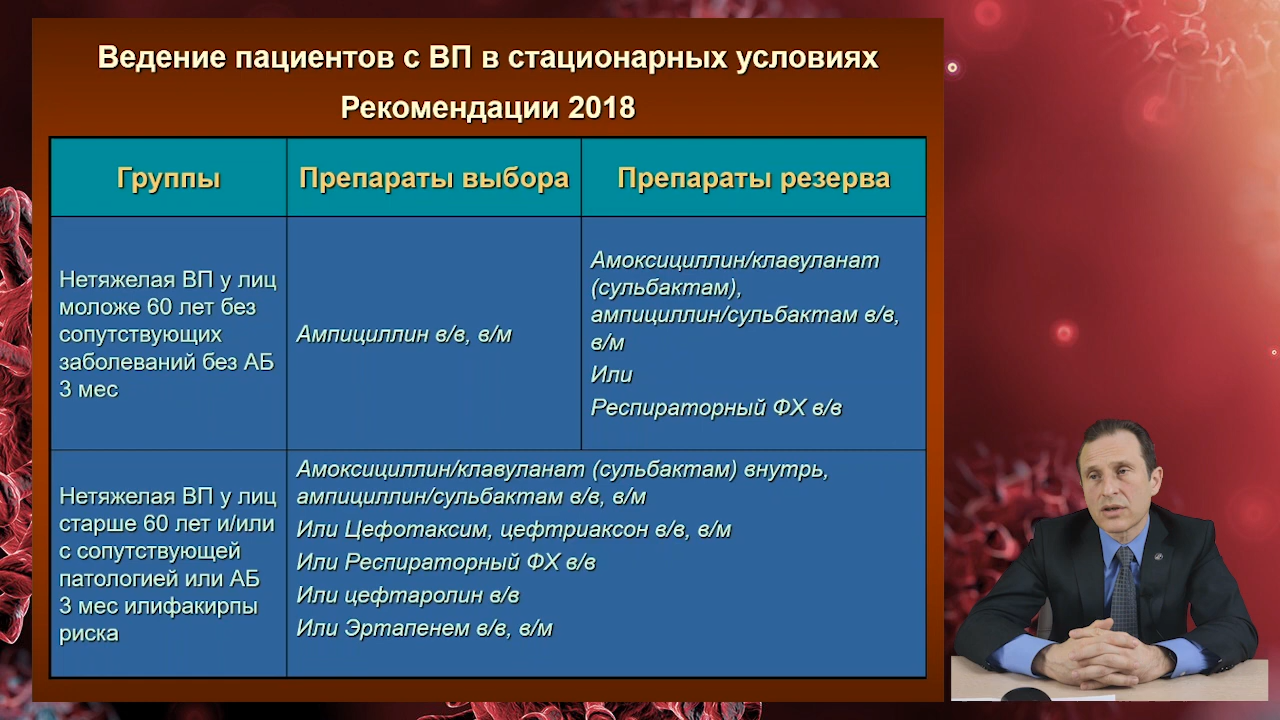 Ведение пациентов с ВП в стационарных условиях
Рекомендации 2018
Группы
Препараты выбора
Препараты резерва
Нетяжелая ВП у лиц
моложе 60 лет без
сопутствующих
заболеваний без АБ
3 мес
Ампициллин в/в, в/м
Амоксициллин/клавуланат
(сульбактам),
ампициллин/сульбактам в/в,
в/м
Или
Респираторный ФХ в/в
Нетяжелая ВП у лиц
старше 60 лет и/или
с сопутствующей
патологией или АБ
3 мес илифакирпы
риска
Амоксициллин/клавуланат (сульбактам) внутрь,
ампициллин/сульбактам в/в, в/м
Или Цефотаксим, цефтриаксон в/в, в/м
Или Респираторный ФХ в/в
Или цефтаролин в/в
Или Эртапенем в/в, в/м